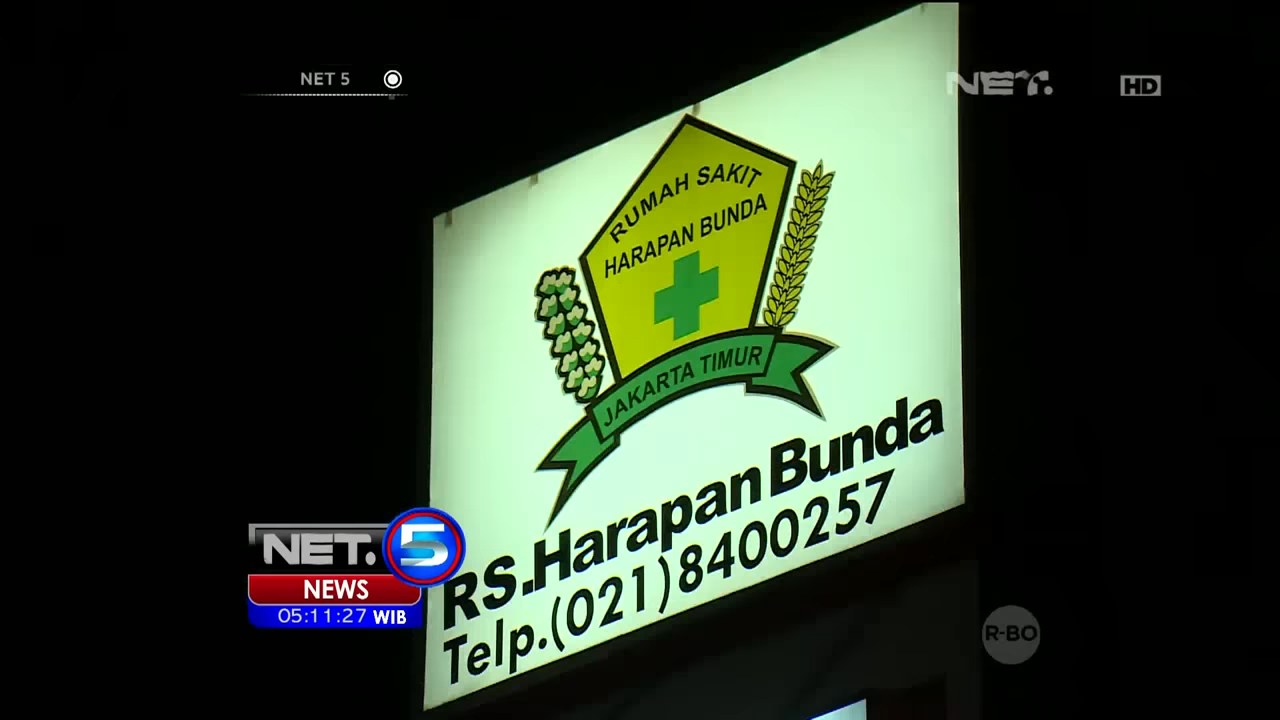 NET 5
NET.
HD
RUMAH SAKIT
HARAPAN BUNDA
JAKARTA TIMUR
RS.Harapan Bunda
Telp.(021)8400257
NET. 5
NEWS
05:11:27 WIB
R-BO